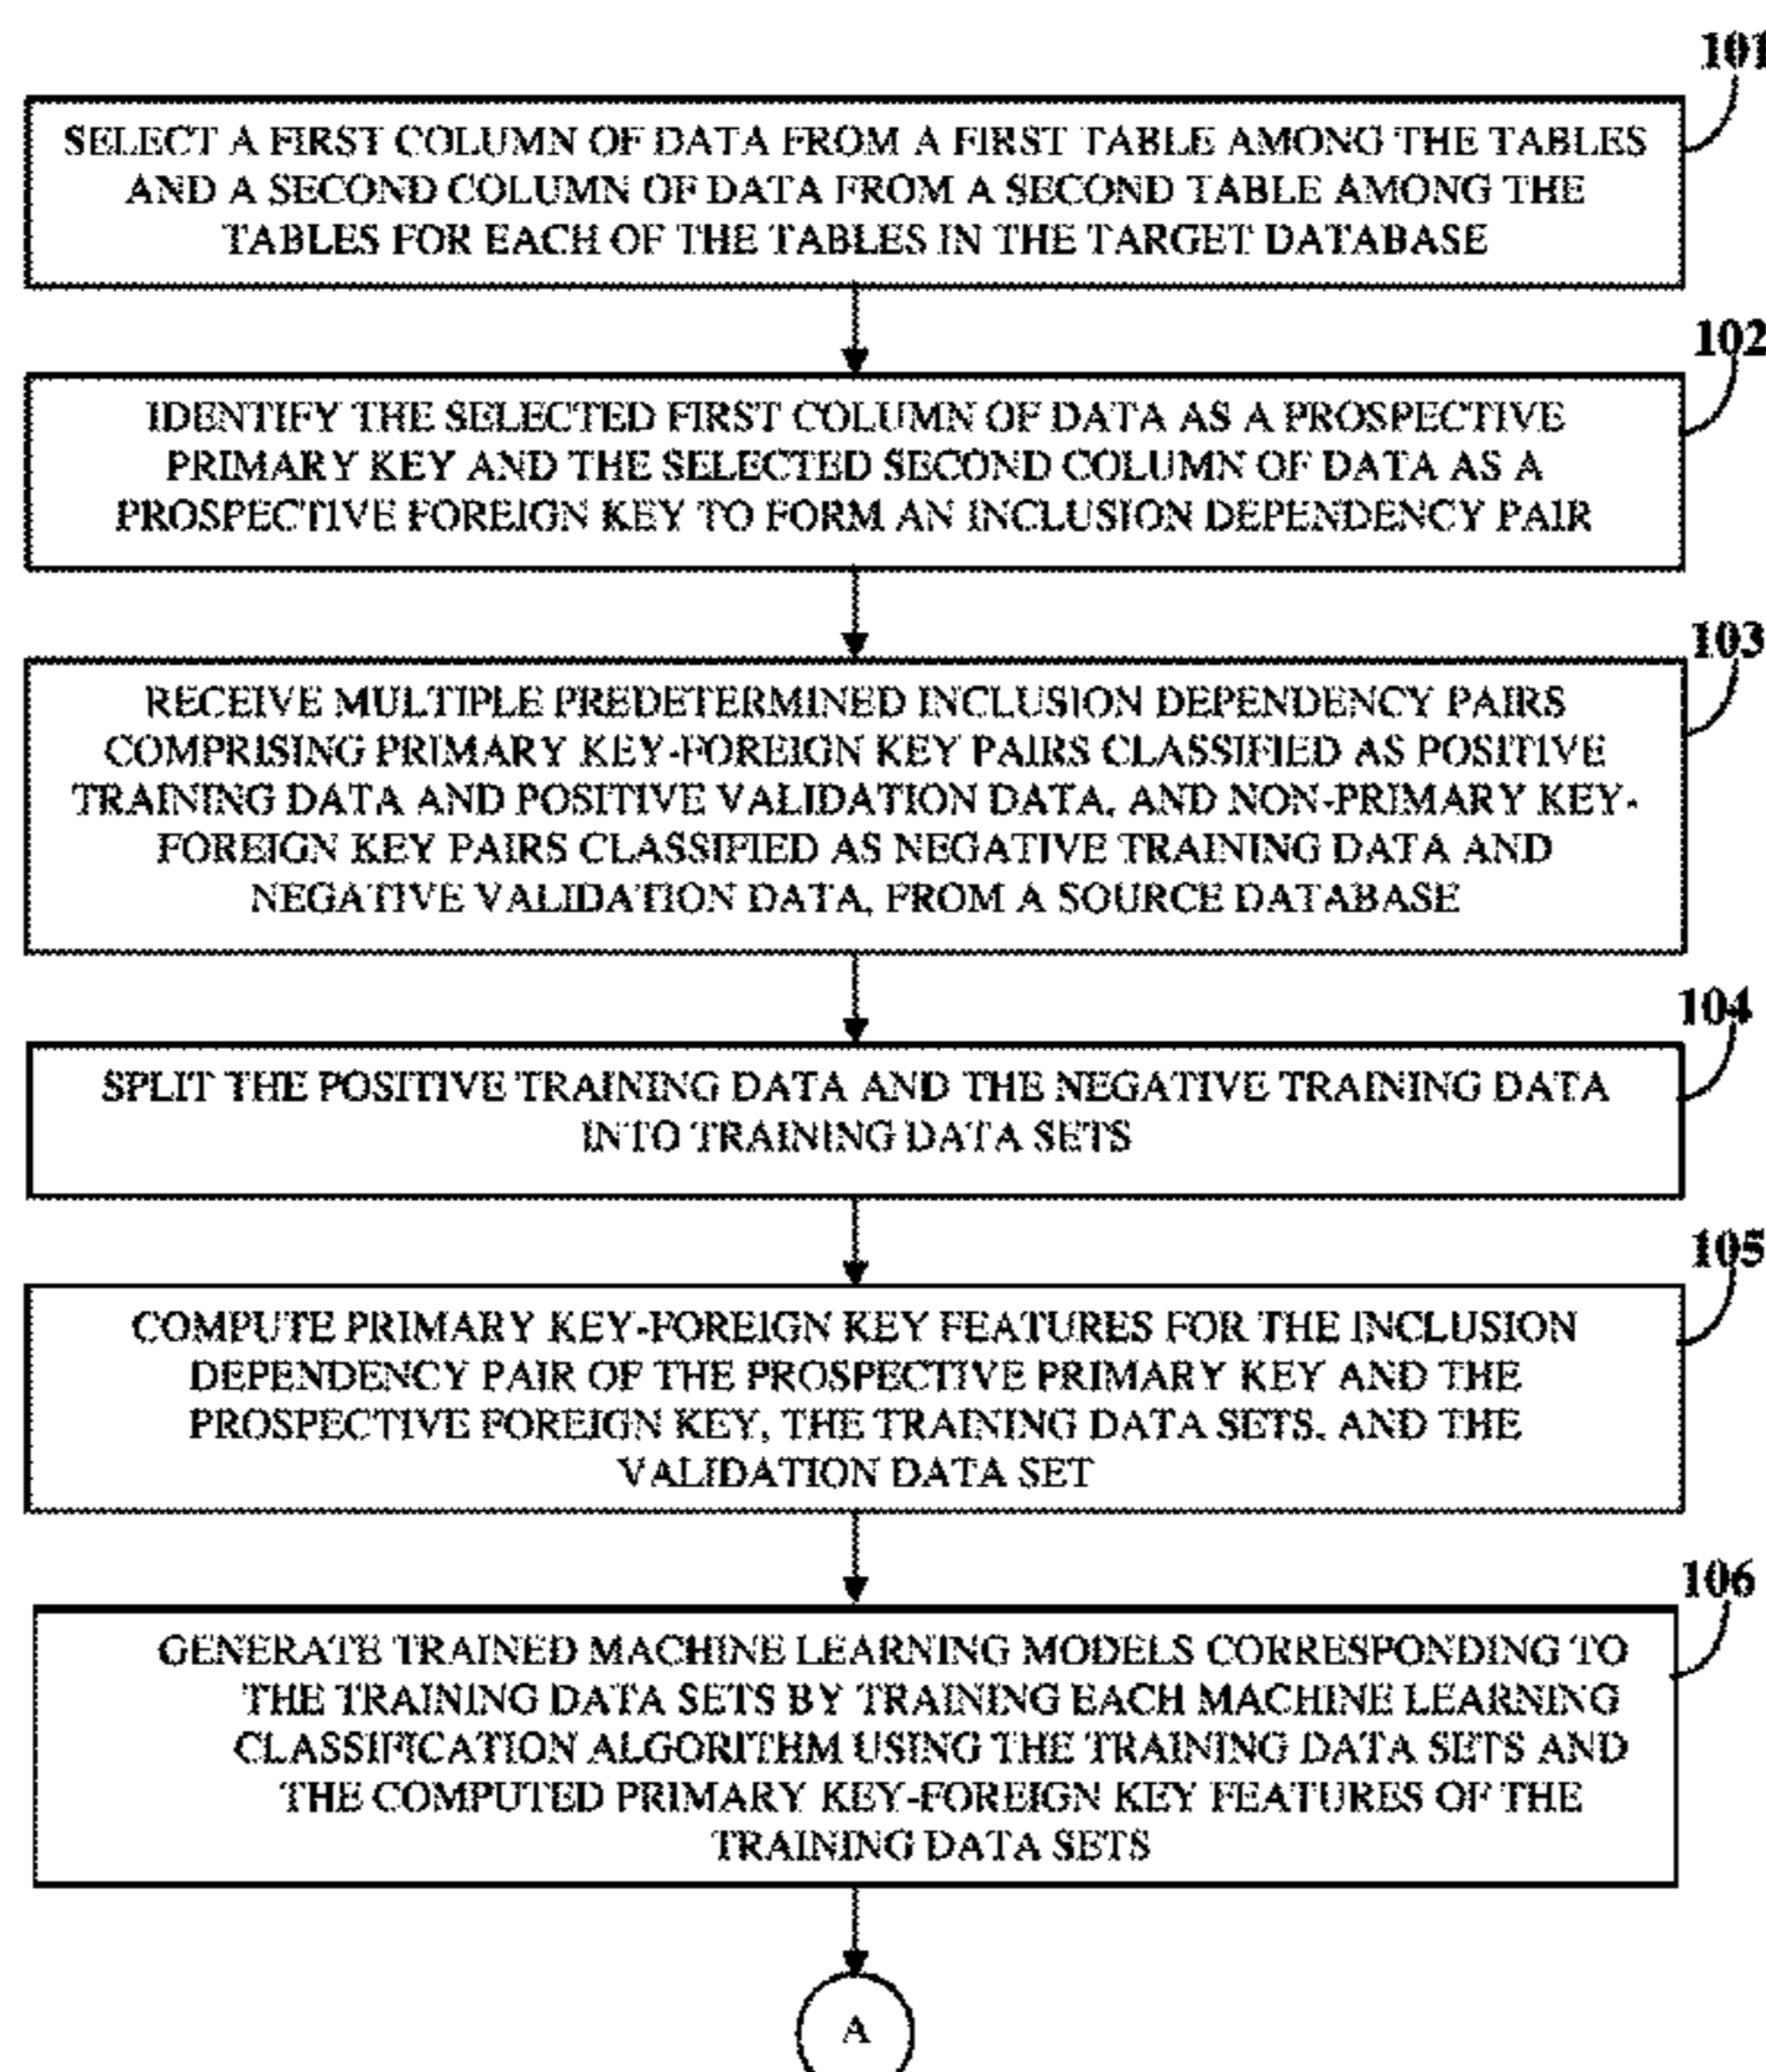 101
SELECT A FIRST COLUMN OF DATA FROM A FIRST TABLE AMONG THE TABLES
AND A SECOND COLUMN OF DATA FROM A SECOND TABLE AMONG THE
TABLES FOR EACH OF THE TABLES IN THE TARGET DATABASE
102
IDENTIFY THE SELECTED FIRST COLUMN OF DATA AS A PROSPECTIVE
PRIMARY KEY AND THE SELECTED SECOND COLUMN OF DATA AS A
PROSPECTIVE FOREIGN KEY TO FORM AN INCLUSION DEPENDENCY PAIR
103
RECEIVE MULTIPLE PREDETERMINED INCLUSION DEPENDENCY PAIRS
COMPRISING PRIMARY KEY-FOREIGN KEY PAIRS CLASSIFIED AS POSITIVE
TRAINING DATA AND POSITIVE VALIDATION DATA, AND NON-PRIMARY KEY-
FOREIGN KEY PAIRS CLASSIFIED AS NEGATIVE TRAINING DATA AND
NEGATIVE VALIDATION DATA, FROM A SOURCE DATABASE
104
SPLIT THE POSITIVE TRAINING DATA AND THE NEGATIVE TRAINING DATA
INTO TRAINING DATA SETS
105
COMPUTE PRIMARY KEY-FOREIGN KEY FEATURES FOR THE INCLUSION
DEPENDENCY PAIR OF THE PROSPECTIVE PRIMARY KEY AND THE
PROSPECTIVE FOREIGN KEY, THE TRAINING DATA SETS, AND THE
VALIDATION DATA SET
106
GENERATE TRAINED MACHINE LEARNING MODELS CORRESPONDING TO
THE TRAINING DATA SETS BY TRAINING EACH MACHINE LEARNING
CLASSIFICATION ALGORITHM USING THE TRAINING DATA SETS AND
THE COMPUTED PRIMARY KEY-FOREIGN KEY FEATURES OF THE
TRAINING DATA SETS
A